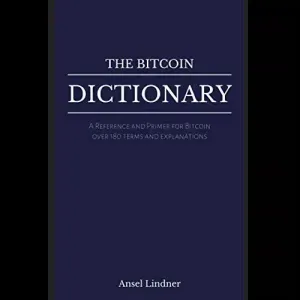 THE BITCOIN
DICTIONARY
A REFERENCE AND PRIMER FOR BITCOIN
OVER 180 TERMS AND EXPLANATIONS
Ansel Lindner